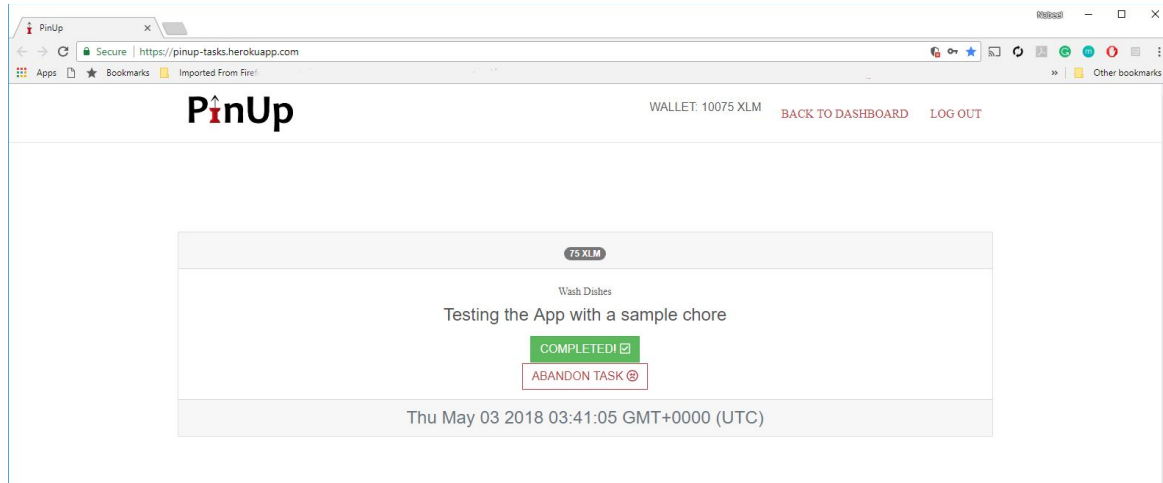 Nabeel
PinUp
Secure | https://pinup-tasks.herokuapp.com
Apps Bookmarks Imported From Firef Other bookmarks
PinUp WALLET: 10075 XLM BACK TO DASHBOARD LOG OUT
75 XLM
Wash Dishes
Testing the App with a sample chore
COMPLETED!
ABANDON TASK
Thu May 03 2018 03:41:05 GMT+0000 (UTC)